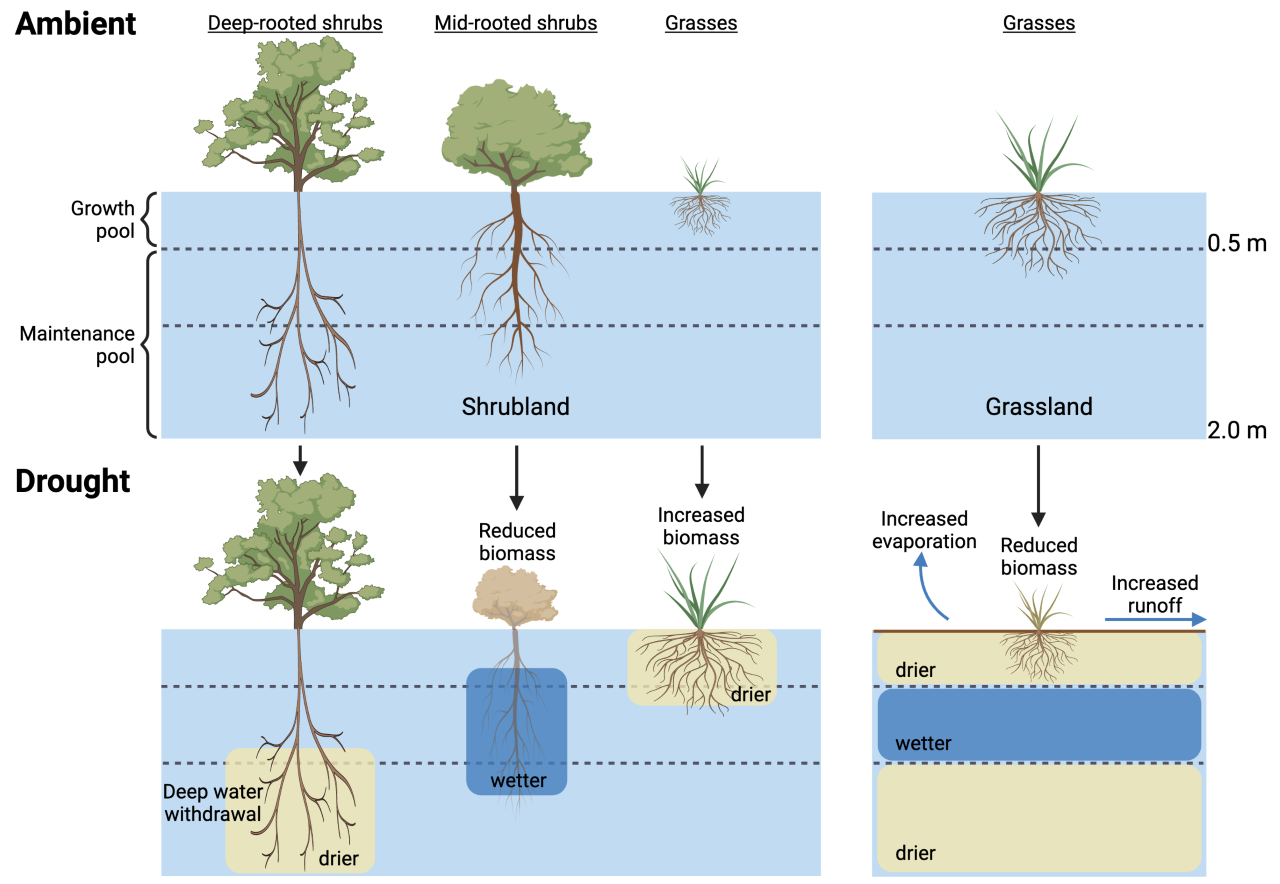 Ambient
Deep-rooted shrubs
Mid-rooted shrubs
Grasses
Grasses
Growth
pool
0.5 m
Maintenance
pool
Shrubland
Grassland
2.0 m
Drought
Reduced
biomass
Increased
biomass
Increased
evaporation
Reduced
biomass
Increased
runoff
drier
drier
wetter
wetter
Deep water
withdrawal
drier
drier